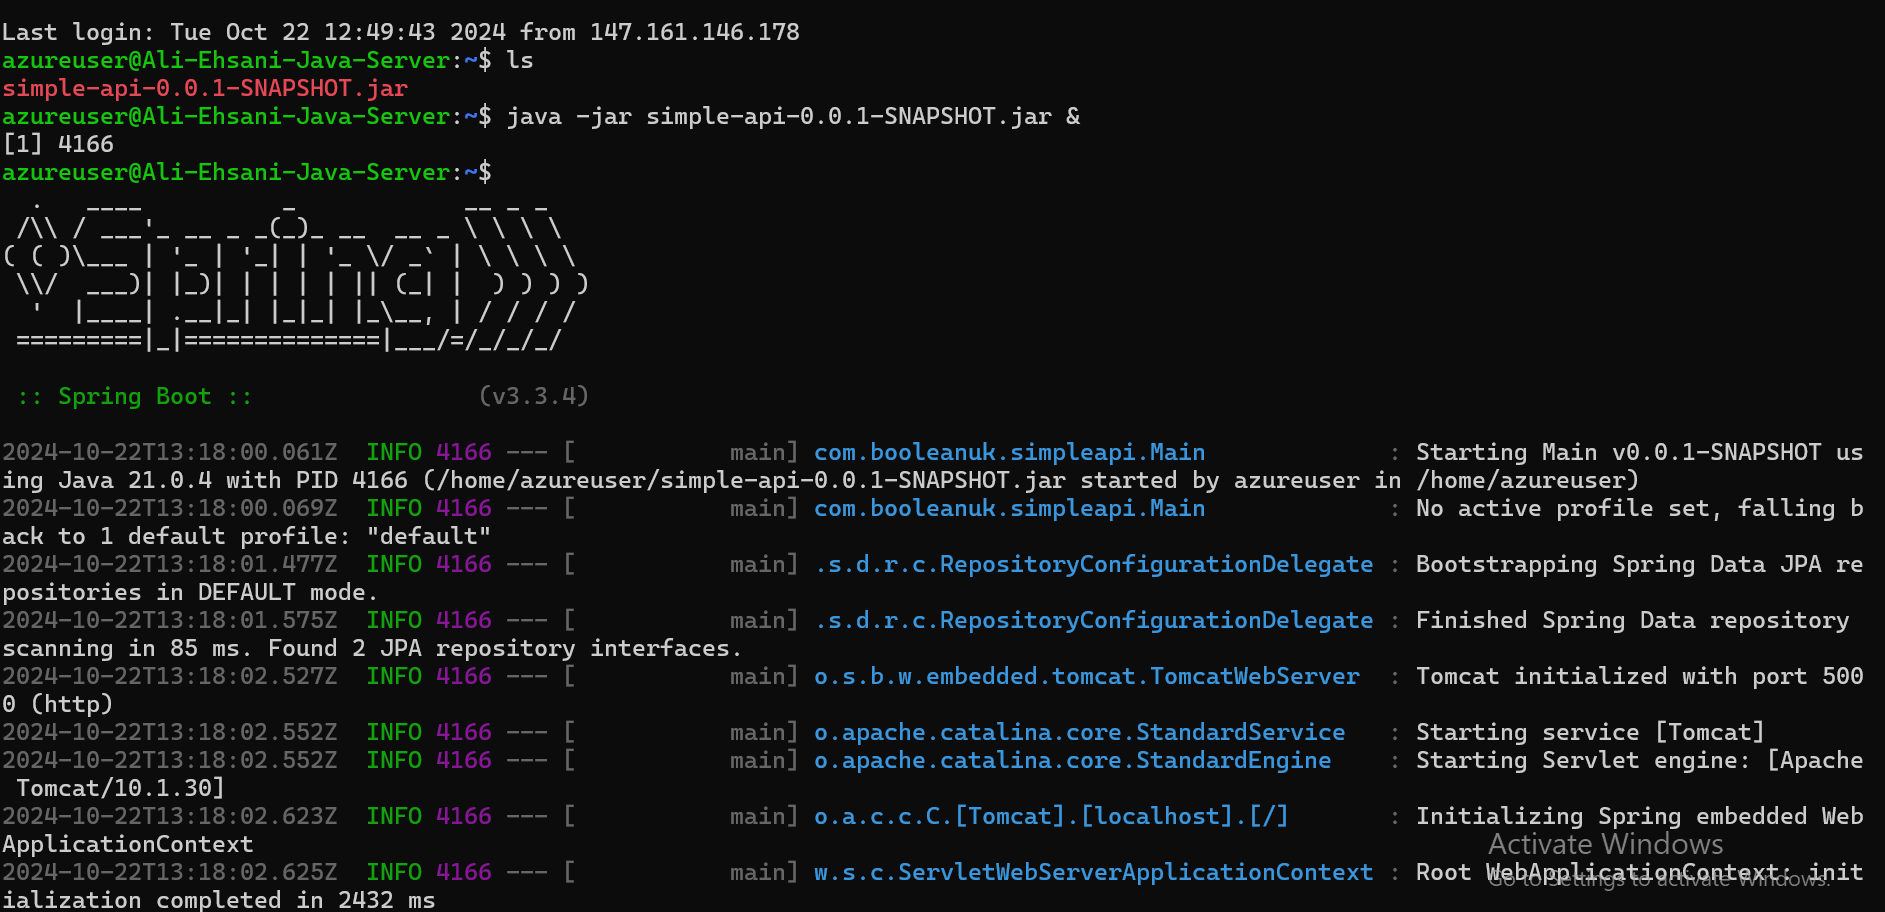 Last login: Tue Oct 22 12:49:43 2024 from 147.161.146.178
azureuser@Ali-Ehsani-Java-Server:~$ ls
simple-api-0.0.1-SNAPSHOT.jar
azureuser@Ali-Ehsani-Java-Server:~$ java -jar simple-api-0.0.1-SNAPSHOT.jar &
[1] 4166
azureuser@Ali-Ehsani-Java-Server:~$
  .   ____          _            __ _ _
 /\\ / ___'_ __ _ _(_)_ __  __ _ \ \ \ \
( ( )\___ | '_ | '_| | '_ \/ _` | \ \ \ \
 \\/  ___)| |_)| | | | | || (_| |  ) ) ) )
  '  |____| .__|_| |_|_| |_\__, | / / / /
 =========|_|==============|___/=/_/_/_/
 :: Spring Boot ::                (v3.3.4)
2024-10-22T13:18:00.061Z  INFO 4166 --- [           main] com.booleanuk.simpleapi.Main             : Starting Main v0.0.1-SNAPSHOT us
ing Java 21.0.4 with PID 4166 (/home/azureuser/simple-api-0.0.1-SNAPSHOT.jar started by azureuser in /home/azureuser)
2024-10-22T13:18:00.069Z  INFO 4166 --- [           main] com.booleanuk.simpleapi.Main             : No active profile set, falling b
ack to 1 default profile: "default"
2024-10-22T13:18:01.477Z  INFO 4166 --- [           main] .s.d.r.c.RepositoryConfigurationDelegate : Bootstrapping Spring Data JPA re
positories in DEFAULT mode.
2024-10-22T13:18:01.575Z  INFO 4166 --- [           main] .s.d.r.c.RepositoryConfigurationDelegate : Finished Spring Data repository
scanning in 85 ms. Found 2 JPA repository interfaces.
2024-10-22T13:18:02.527Z  INFO 4166 --- [           main] o.s.b.w.embedded.tomcat.TomcatWebServer  : Tomcat initialized with port 500
0 (http)
2024-10-22T13:18:02.552Z  INFO 4166 --- [           main] o.apache.catalina.core.StandardService   : Starting service [Tomcat]
2024-10-22T13:18:02.552Z  INFO 4166 --- [           main] o.apache.catalina.core.StandardEngine    : Starting Servlet engine: [Apache
 Tomcat/10.1.30]
2024-10-22T13:18:02.623Z  INFO 4166 --- [           main] o.a.c.c.C.[Tomcat].[localhost].[/]       : Initializing Spring embedded Web
ApplicationContext
2024-10-22T13:18:02.625Z  INFO 4166 --- [           main] w.s.c.ServletWebServerApplicationContext : Root WebApplicationContext: init
ialization completed in 2432 ms
Activate Windows
Go to Settings to activate Windows.